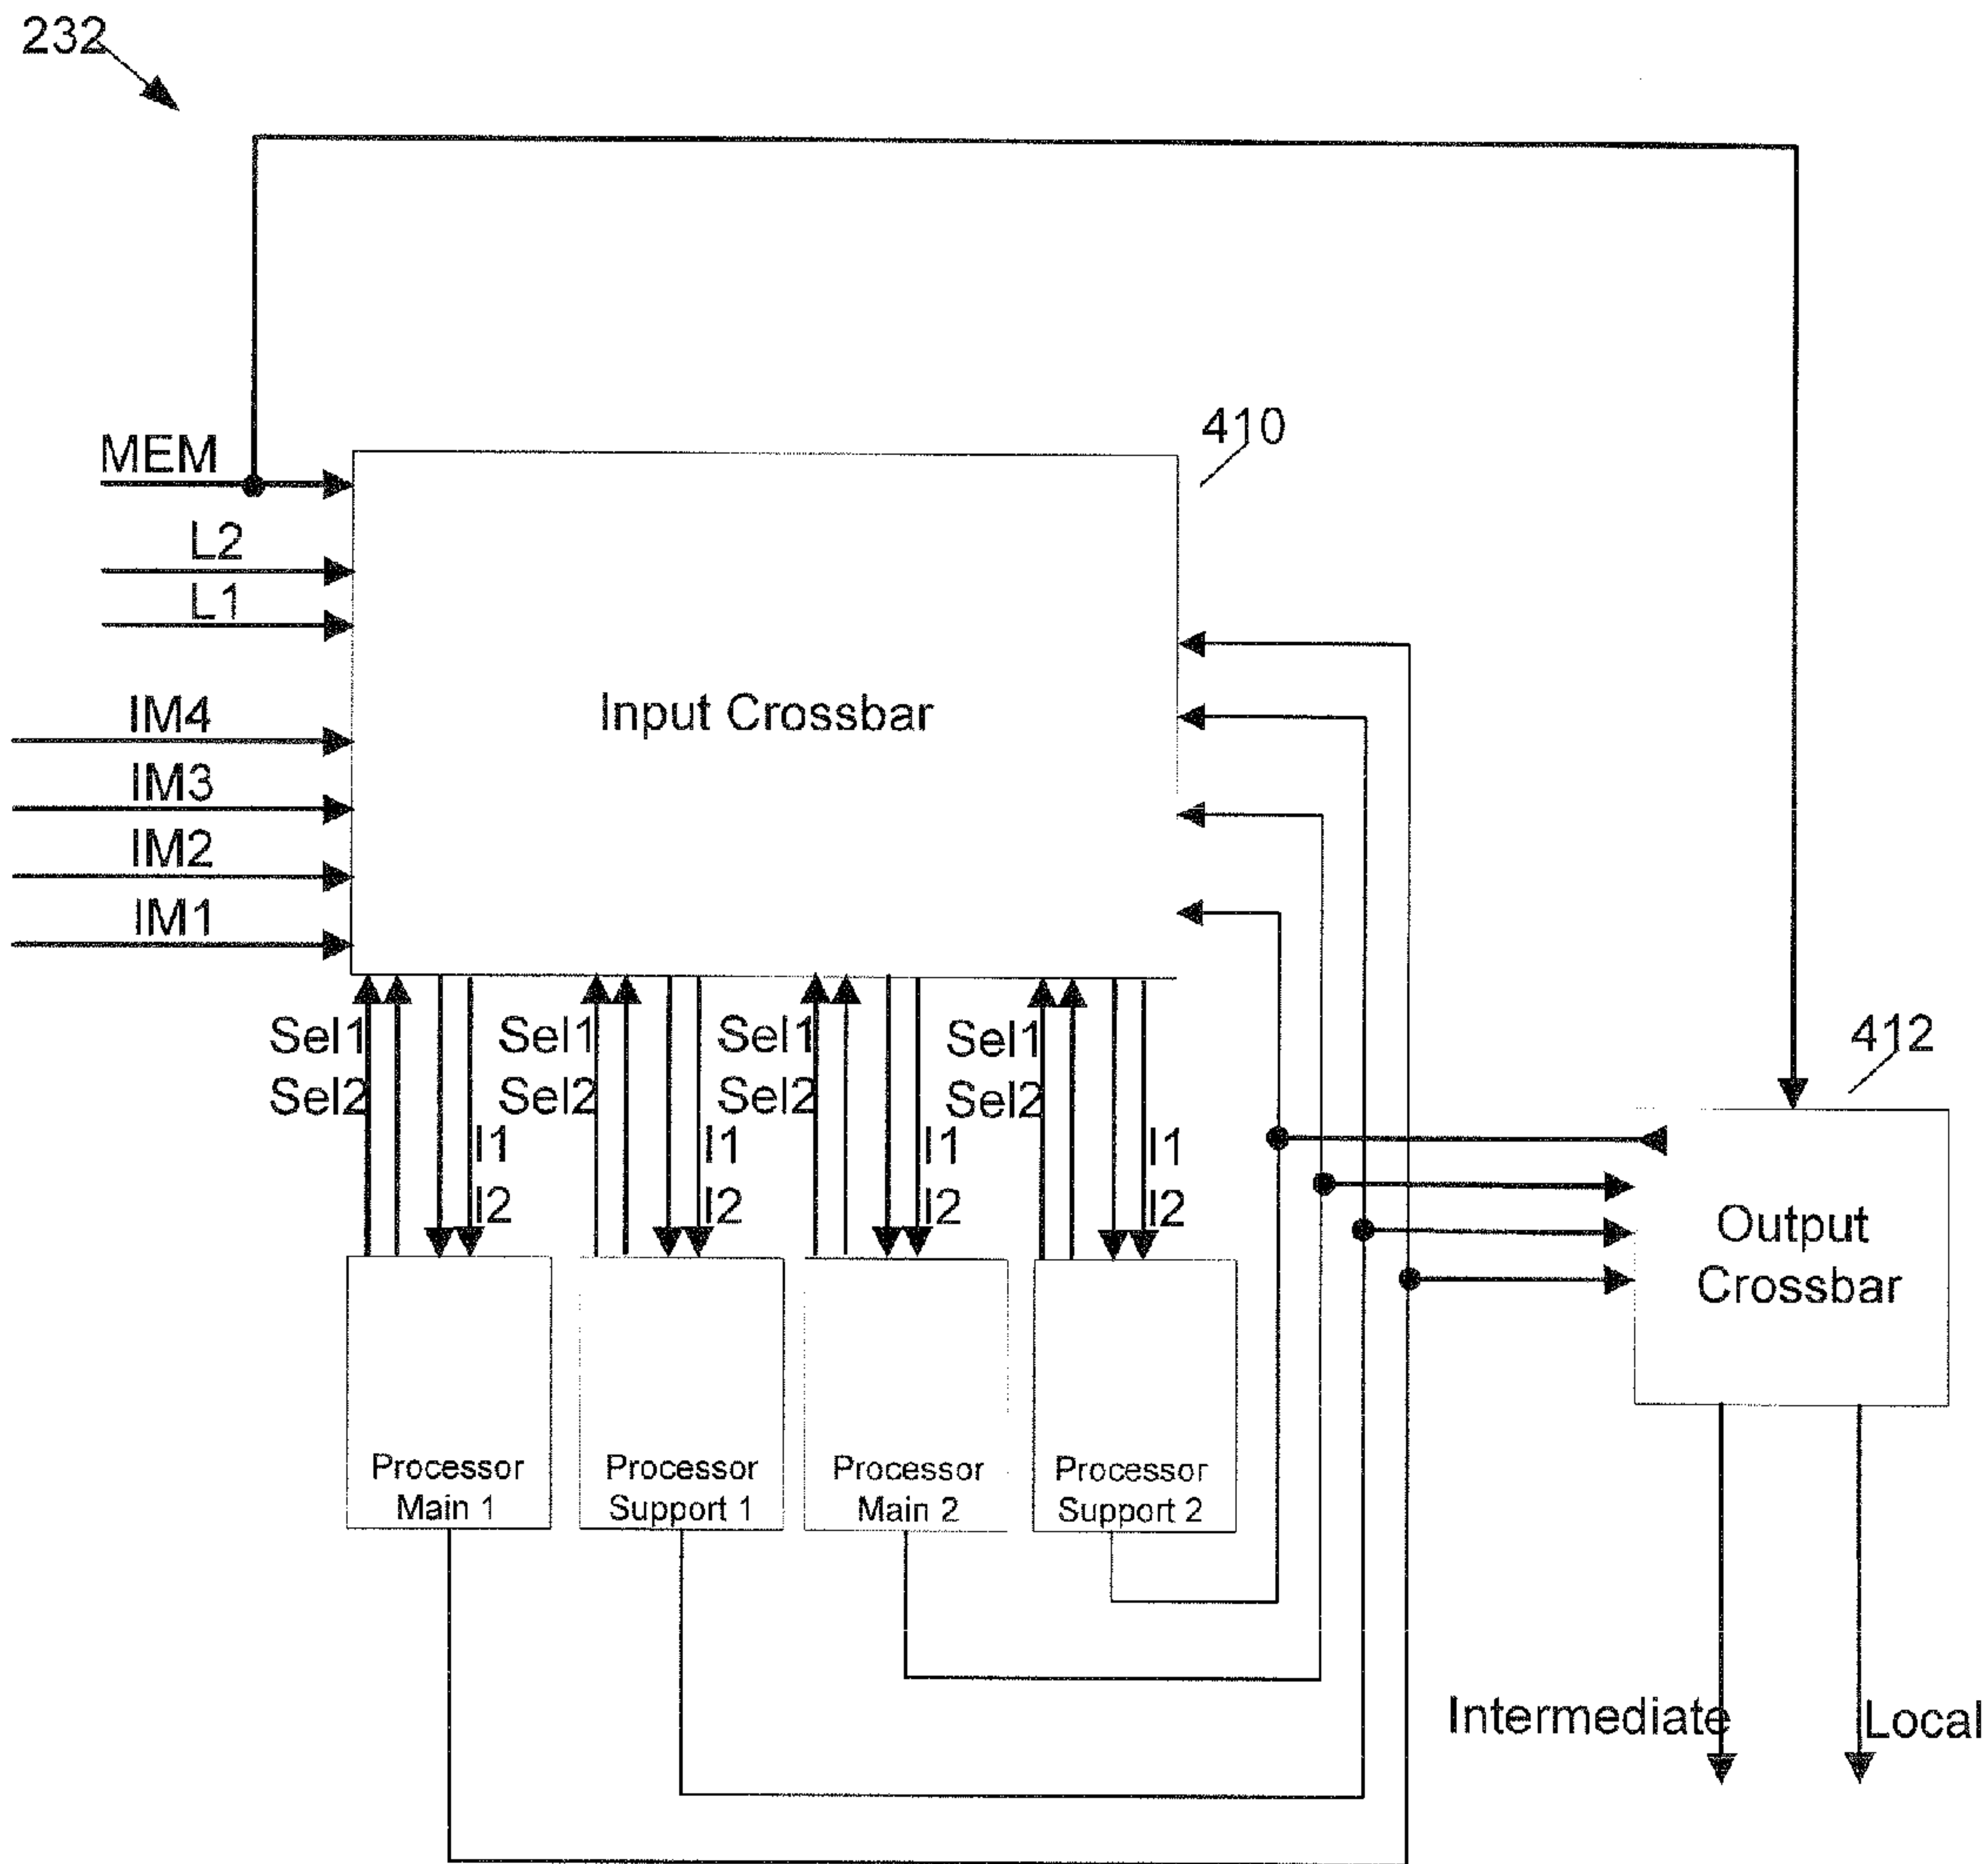 232
410
MEM
L2
L1
IM4
IM3
IM2
IM1
Input Crossbar
Sel1
Sel2
I1
I2
Sel1
Sel2
I1
I2
Sel1
Sel2
I1
I2
Sel1
Sel2
I1
I2
412
Output
Crossbar
Processor
Main 1
Processor
Support 1
Processor
Main 2
Processor
Support 2
Intermediate
Local